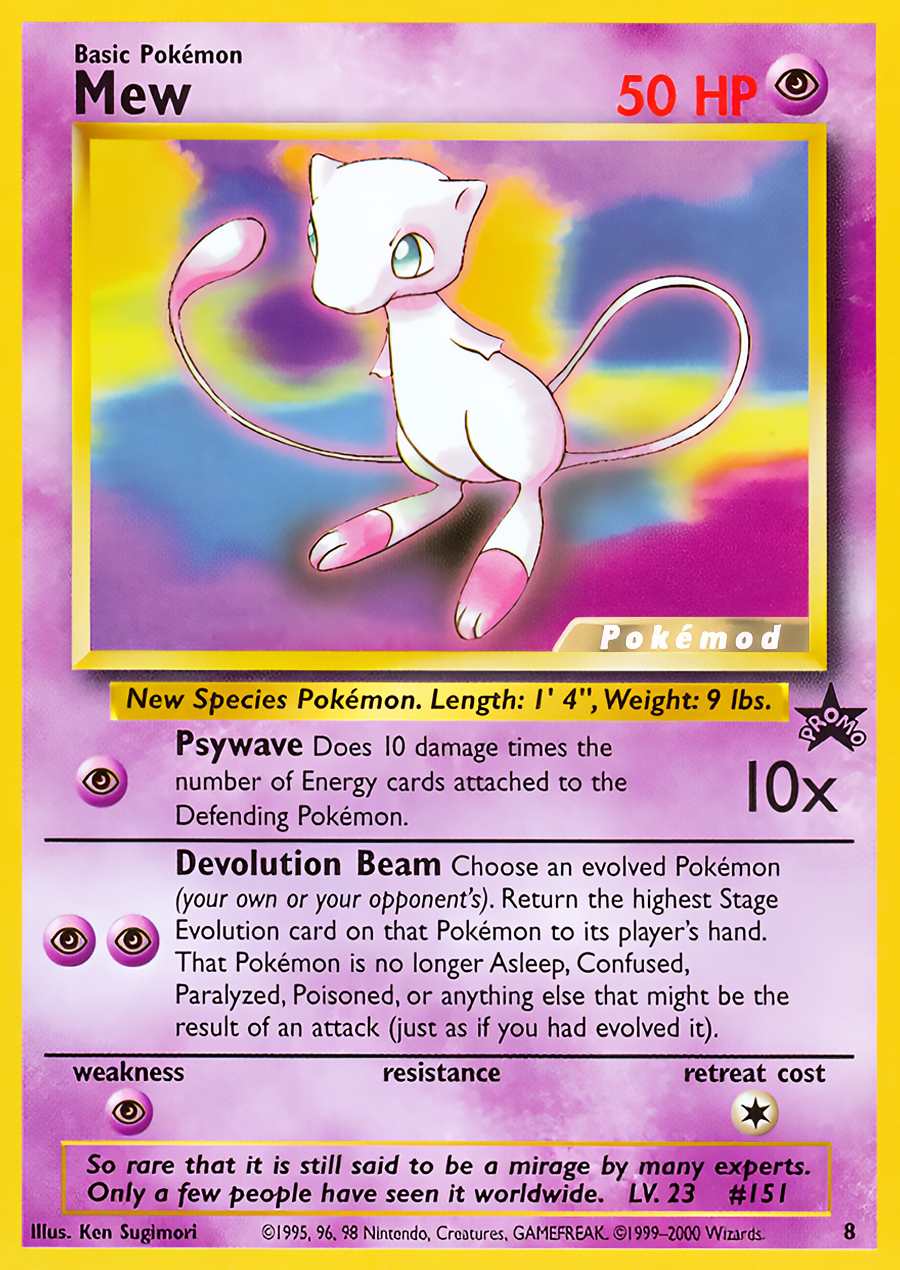 Basic Pokémon
Mew
50 HP
Pokémod
New Species Pokémon. Length: 1' 4", Weight: 9 lbs.
PROMO
Psywave Does 10 damage times the
number of Energy cards attached to the
Defending Pokémon.
10x
Devolution Beam Choose an evolved Pokémon
(your own or your opponent's). Return the highest Stage
Evolution card on that Pokémon to its player's hand.
That Pokémon is no longer Asleep, Confused,
Paralyzed, Poisoned, or anything else that might be the
result of an attack (just as if you had evolved it).
weakness resistance retreat cost
So rare that it is still said to be a mirage by many experts.
Only a few people have seen it worldwide. LV. 23 #151
Illus. Ken Sugimori ©1995, 96, 98 Nintendo, Creatures, GAMEFREAK. ©1999-2000 Wizards. 8